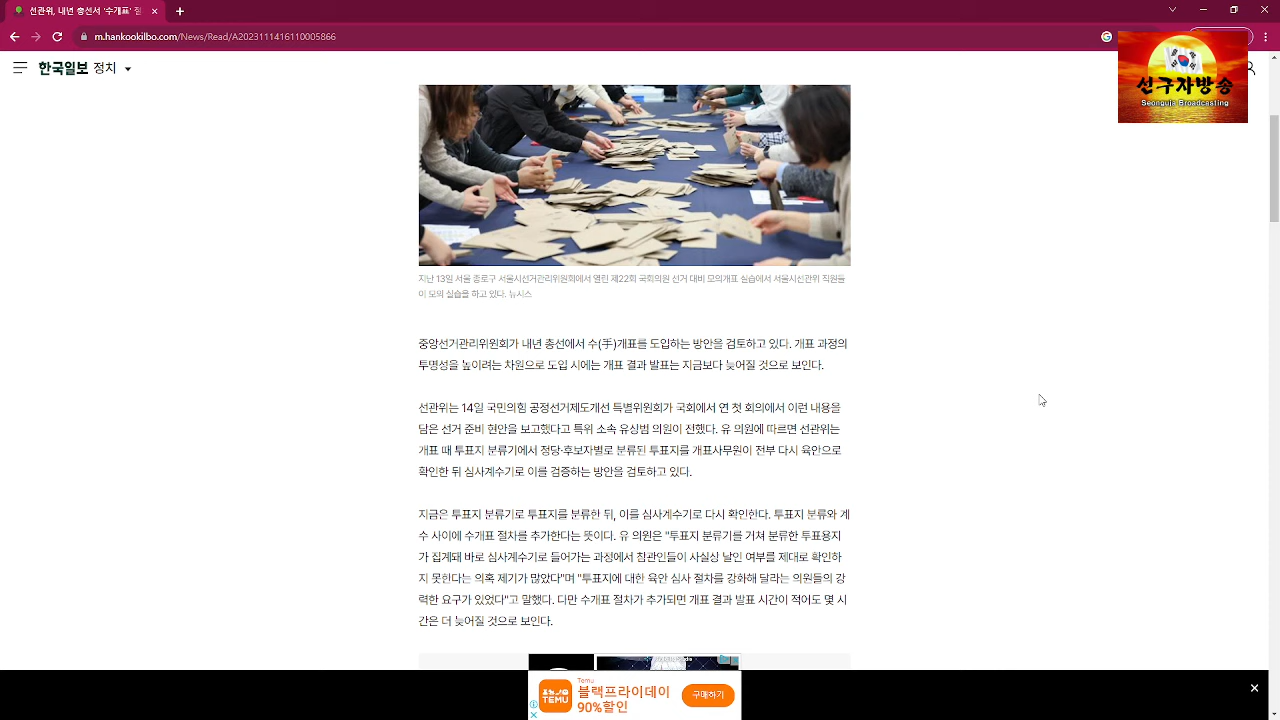 선관위, 내년 총선서 '수개표' 점
m.hankookilbo.com/News/Read/A2023111416110005866
한국일보 정치
선구자방송
Seonguja Broadcasting
지난 13일 서울 종로구 서울시선거관리위원회에서 열린 제22회 국회의원 선거 대비 모의개표 실습에서 서울시선관위 직원들
이 모의 실습을 하고 있다. 뉴시스
중앙선거관리위원회가 내년 총선에서 수(手)개표를 도입하는 방안을 검토하고 있다. 개표 과정의
투명성을 높이려는 차원으로 도입 시에는 개표 결과 발표는 지금보다 늦어질 것으로 보인다.
선관위는 14일 국민의힘 공정선거제도개선 특별위원회가 국회에서 연 첫 회의에서 이런 내용을
담은 선거 준비 현안을 보고했다고 특위 소속 유상범 의원이 전했다. 유 의원에 따르면 선관위는
개표 때 투표지 분류기에서 정당·후보자별로 분류된 투표지를 개표사무원이 전부 다시 육안으로
확인한 뒤 심사계수기로 이를 검증하는 방안을 검토하고 있다.
지금은 투표지 분류기로 투표지를 분류한 뒤, 이를 심사계수기로 다시 확인한다. 투표지 분류와 계
수 사이에 수개표 절차를 추가한다는 뜻이다. 유 의원은 "투표지 분류기를 거쳐 분류한 투표용지
가 집계돼 바로 심사계수기로 들어가는 과정에서 참관인들이 사실상 날인 여부를 제대로 확인하
지 못한다는 의혹 제기가 많았다"며 "투표지에 대한 육안 심사 절차를 강화해 달라는 의원들의 강
력한 요구가 있었다"고 말했다. 다만 수개표 절차가 추가되면 개표 결과 발표 시간이 적어도 몇 시
간은 더 늦어질 것으로 보인다.
Temu
TEMU
블랙프라이데이
90%할인
구매하기